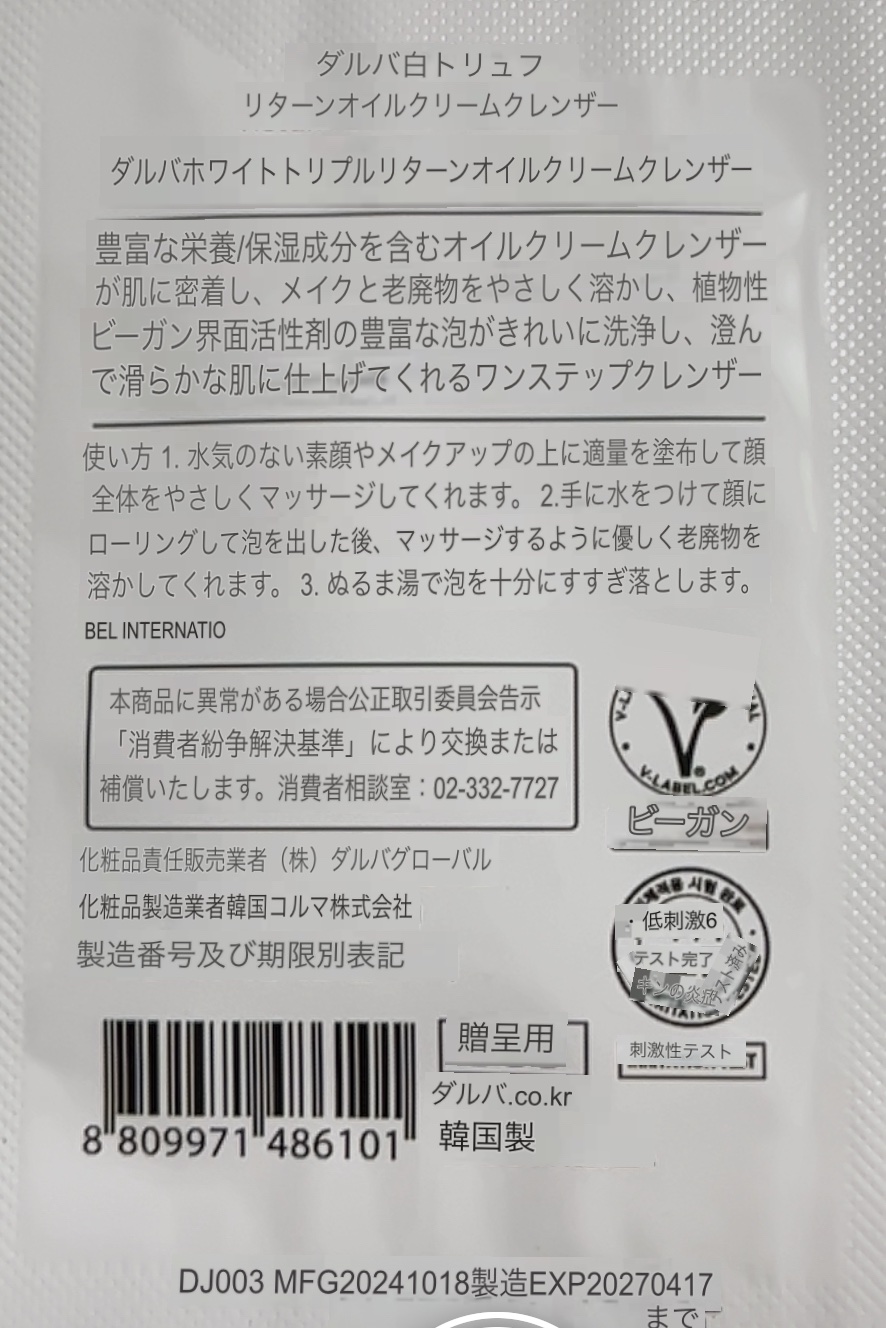 ダルバ白トリュフ
リターンオイルクリームクレンザー
ダルバホワイトトリプルリターンオイルクリームクレンザー
豊富な栄養/保湿成分を含むオイルクリームクレンザー
が肌に密着し、メイクと老廃物をやさしく溶かし、植物性
ビーガン界面活性剤の豊富な泡がきれいに洗浄し、澄ん
で滑らかな肌に仕上げてくれるワンステップクレンザー
使い方 1. 水気のない素顔やメイクアップの上に適量を塗布して顔
全体をやさしくマッサージしてくれます。 2.手に水をつけて顔に
ローリングして泡を出した後、マッサージするように優しく老廃物を
溶かしてくれます。 3. ぬるま湯で泡を十分にすすぎ落とします。
BEL INTERNATIO
本商品に異常がある場合公正取引委員会告示
「消費者紛争解決基準」により交換または
補償いたします。消費者相談室：02-332-7727
V-LABEL.COM
ビーガン
化粧品責任販売業者（株）ダルバグローバル
化粧品製造業者韓国コルマ株式会社
製造番号及び期限別表記
・低刺激6
テスト完了
キンの炎症
刺激性テスト
贈呈用
ダルバ.co.kr
韓国製
8 809971 486101
DJ003 MFG20241018製造EXP20270417
まで